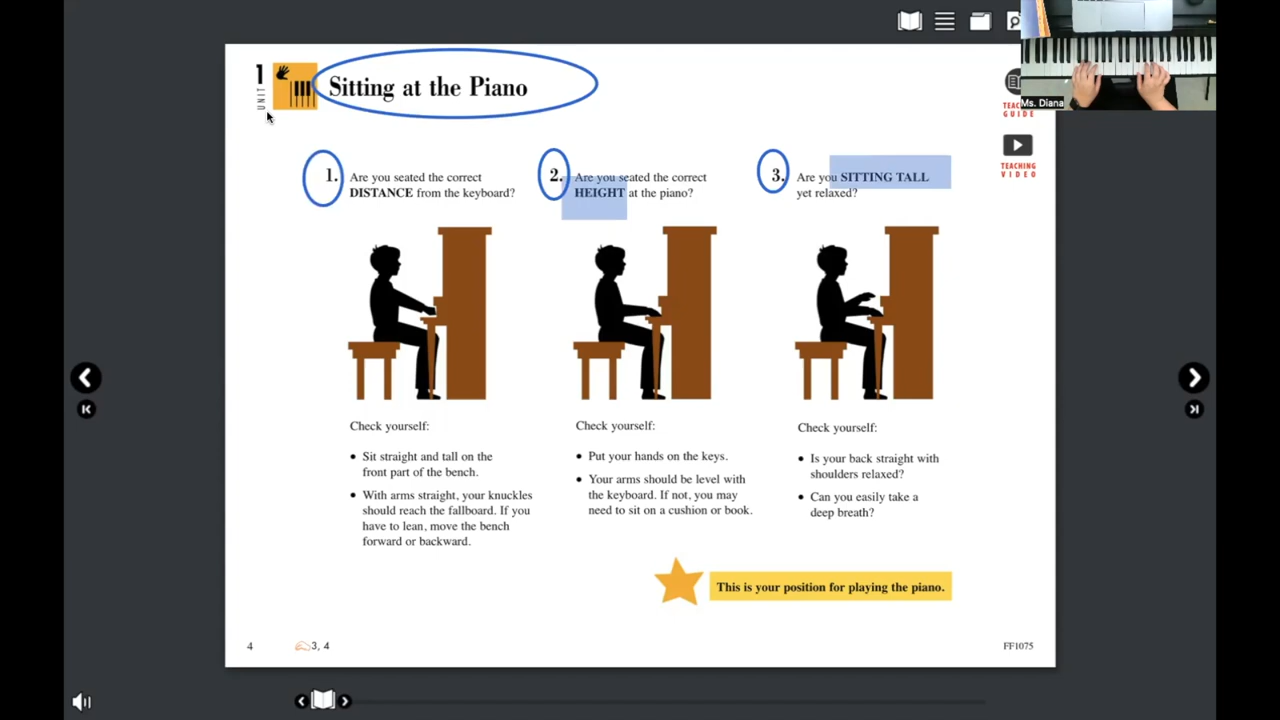 Ms. Diana
1
UNIT
Sitting at the Piano
TEACHING
GUIDE
TEACHING
VIDEO
1. Are you seated the correct
DISTANCE from the keyboard?
2. Are you seated the correct
HEIGHT at the piano?
3. Are you SITTING TALL
yet relaxed?
Check yourself:
• Sit straight and tall on the
front part of the bench.
• With arms straight, your knuckles
should reach the fallboard. If you
have to lean, move the bench
forward or backward.
Check yourself:
• Put your hands on the keys.
• Your arms should be level with
the keyboard. If not, you may
need to sit on a cushion or book.
Check yourself:
• Is your back straight with
shoulders relaxed?
• Can you easily take a
deep breath?
This is your position for playing the piano.
4
3, 4
FF1075